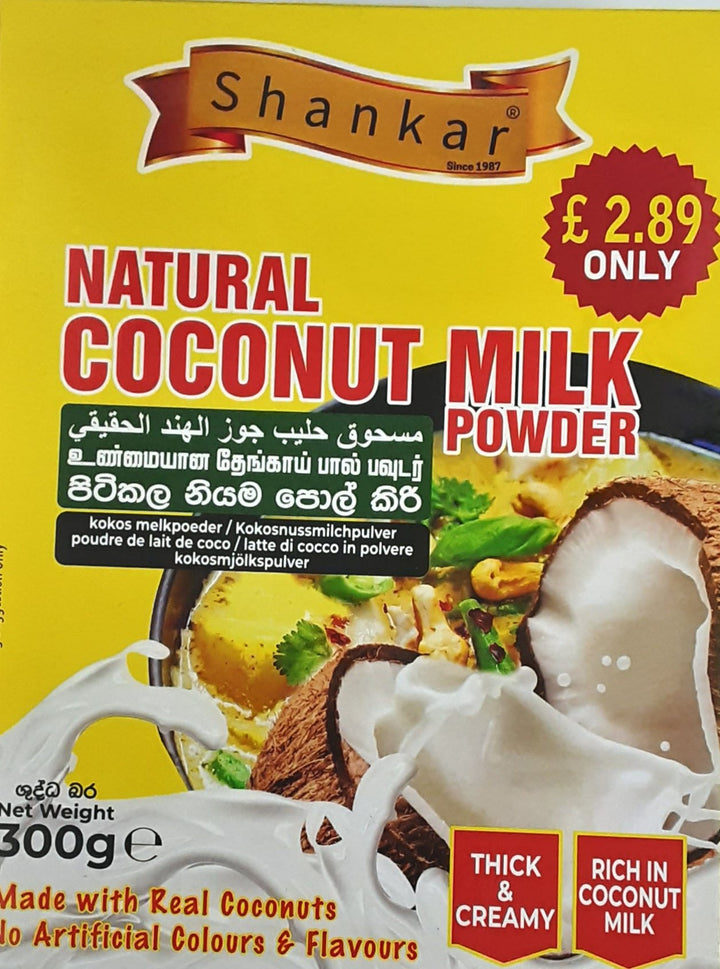 Shankar®
Since 1987
£ 2.89
ONLY
NATURAL
COCONUT MILK
POWDER
مسحوق حليب جوز الهند الحقيقي
உண்மையான தேங்காய் பால் பவுடர்
පිටිකල නියම පොල් කිරි
kokos melkpoeder / Kokosnussmilchpulver
poudre de lait de coco / latte di cocco in polvere
kokosmjölkspulver
ශුද්ධ බර
Net Weight
300g e
THICK
&
CREAMY
RICH IN
COCONUT
MILK
Made with Real Coconuts
No Artificial Colours & Flavours